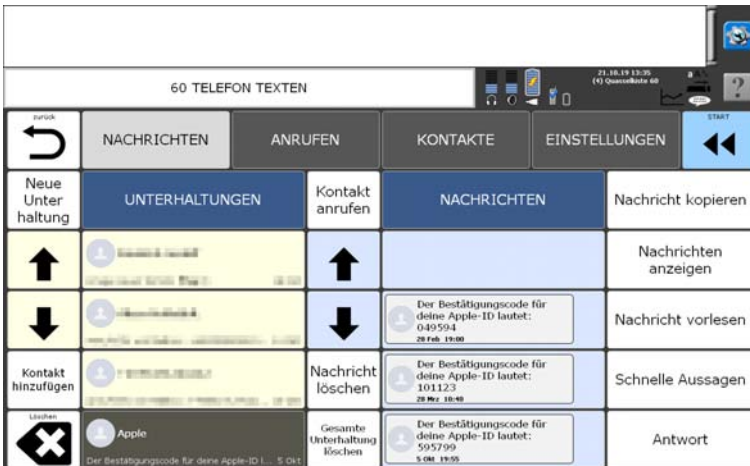 60 TELEFON TEXTEN
21.10.19 13:35
(4) Quasselkiste 60
a
?
zurück
NACHRICHTEN
ANRUFEN
KONTAKTE
EINSTELLUNGEN
START
Neue
Unter
haltung
UNTERHALTUNGEN
Kontakt
anrufen
NACHRICHTEN
Nachricht kopieren
Nachrichten
anzeigen
Der Bestätigungscode für
deine Apple-ID lautet:
049594
28 Feb 19:00
Nachricht vorlesen
Kontakt
hinzufügen
Nachricht
löschen
Der Bestätigungscode für
deine Apple-ID lautet:
101123
28 Mrz 10:40
Schnelle Aussagen
Löschen
Apple
Der Bestätigungscode für deine Apple-ID l... 5 Okt
Gesamte
Unterhaltung
löschen
Der Bestätigungscode für
deine Apple-ID lautet:
595799
5 Okt 19:55
Antwort